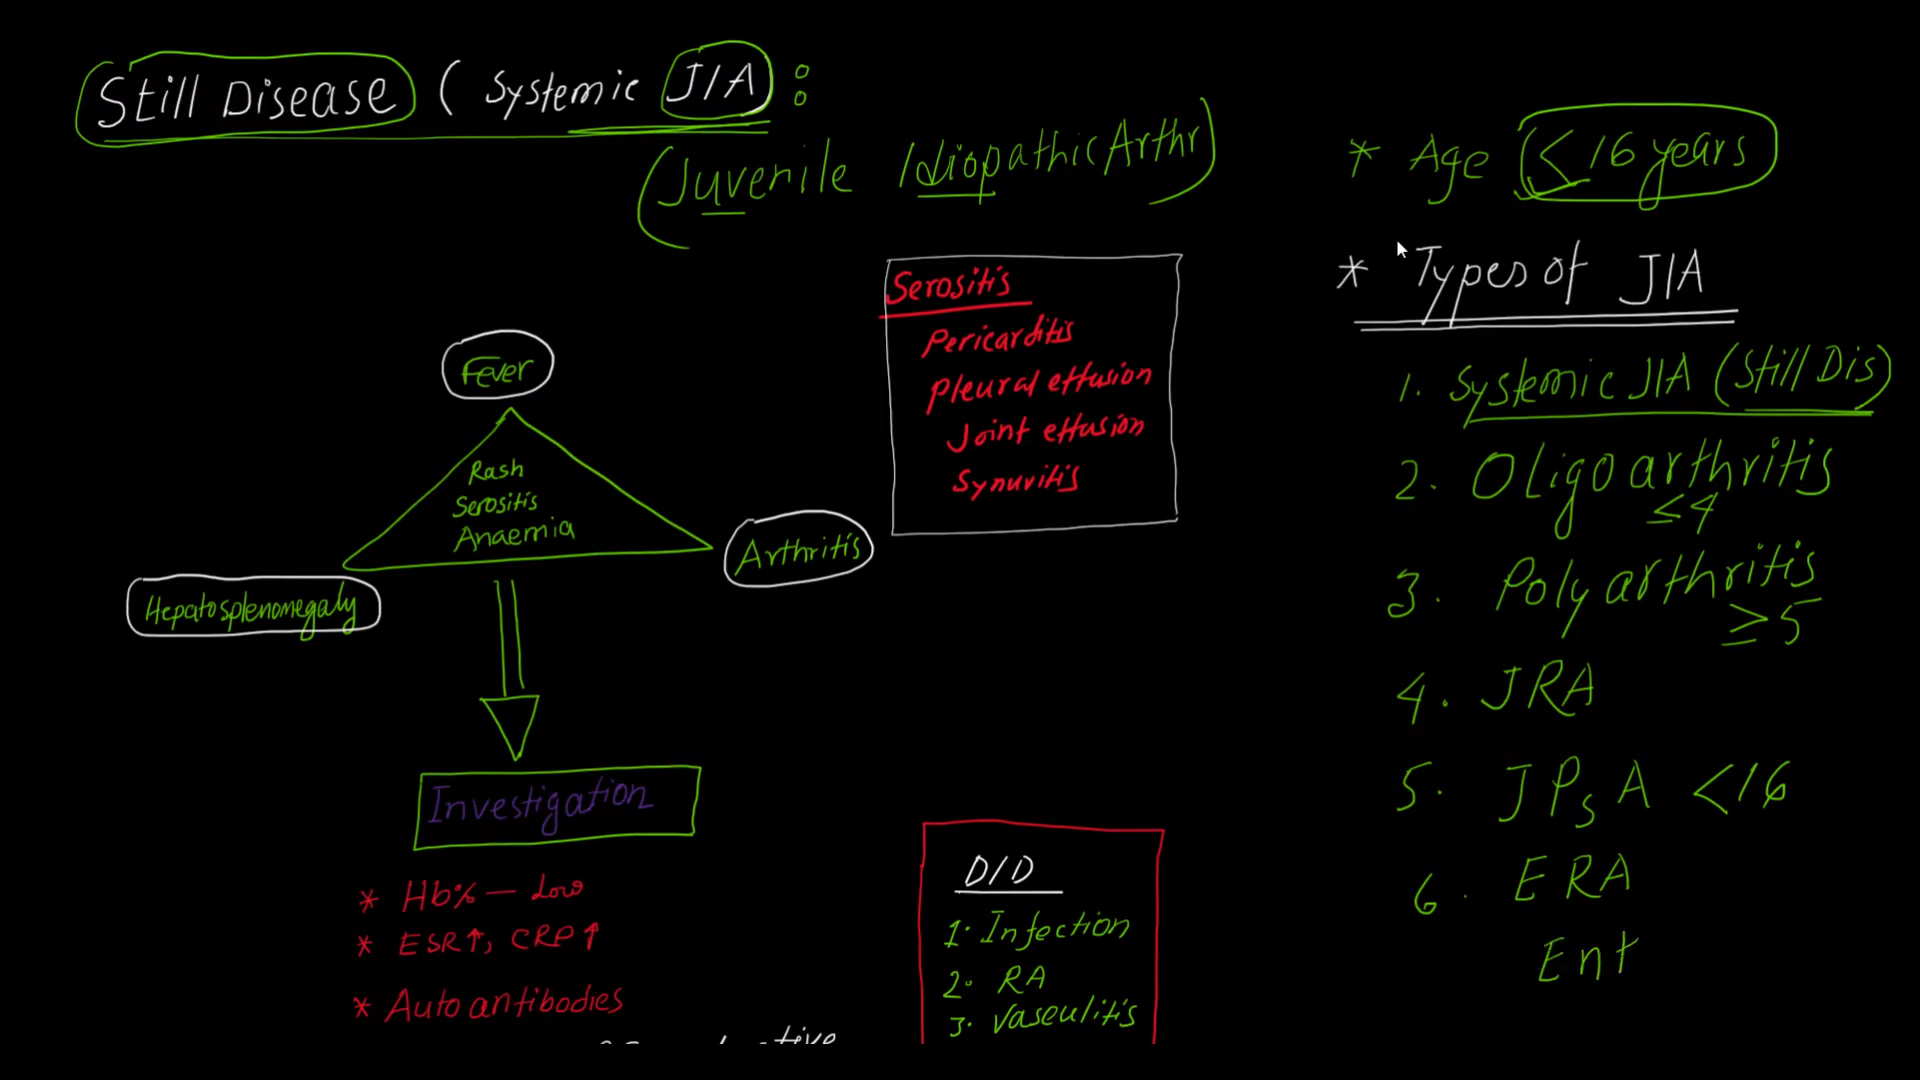 Still Disease ( Systemic JIA :
(Juvenile Idiopathic Arthr)
Fever
Rash
Serositis
Anaemia
Hepatosplenomegaly
Arthritis
Investigation
* Hb% — Low
* ESR↑, CRP↑
* Autoantibodies
Serositis
Pericarditis
Pleural effusion
Joint effusion
Synuvitis
D/D
1. Infection
2. RA
3. Vasculitis
* Age (<16 years
* Types of JIA
1. Systemic JIA (Still Dis)
2. Oligoarthritis
≤4
3. Polyarthritis
≥5
4. JRA
5. JPsA <16
6. ERA
Ent